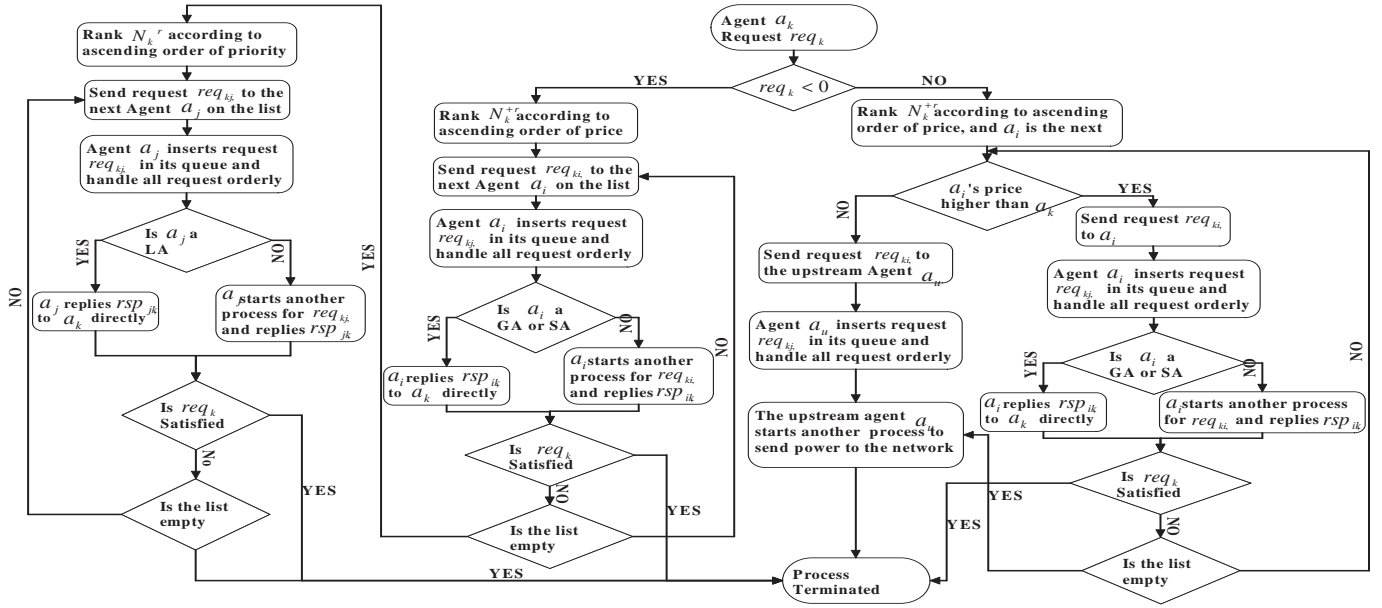 Agent a_k
Request req_k
req_k < 0
YES
NO
Rank N_k^r according to
ascending order of priority
Send request req_kj, to the
next Agent a_j on the list
Agent a_j inserts request
req_kj, in its queue and
handle all request orderly
Is a_j a
LA
YES
NO
a_j replies rsp_jk
to a_k directly
a_j starts another
process for req_kj,
and replies rsp_jk
Is req_k
Satisfied
No
YES
Is the list
empty
NO
YES
YES
Rank N_k^+r according to
ascending order of price
Send request req_ki, to the
next Agent a_i on the list
Agent a_i inserts request
req_kj, in its queue and
handle all request orderly
Is a_i a
GA or SA
YES
NO
a_i replies rsp_ik
to a_k directly
a_i starts another
process for req_ki,
and replies rsp_ik
Is req_k
Satisfied
NO
YES
Is the list
empty
NO
Rank N_k^+r according to ascending
order of price, and a_i is the next
a_i's price
higher than a_k
NO
YES
Send request req_ki, to
the upstream Agent a_u.
Agent a_u inserts request
req_kj, in its queue and
handle all request orderly
The upstream agent a_u
starts another process to
send power to the network
Send request req_ki,
to a_i
Agent a_i inserts request
req_kj, in its queue and
handle all request orderly
Is a_i a
GA or SA
YES
NO
a_i replies rsp_ik
to a_k directly
a_i starts another process
for req_ki, and replies rsp_ik
Is req_k
Satisfied
NO
YES
YES
Is the list
empty
NO
Process
Terminated